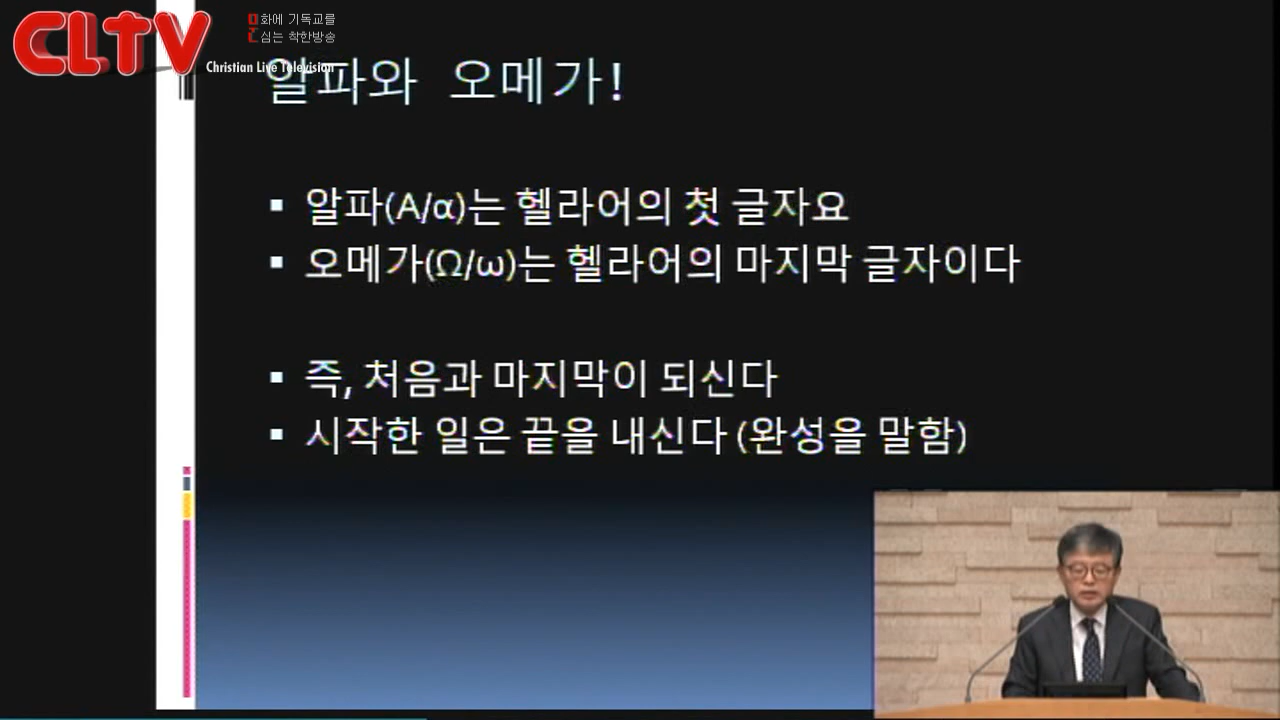 CLTV
문화에 기독교를
심는 착한방송
Christian Live Television
알파와 오메가!
▪ 알파(Α/α)는 헬라어의 첫 글자요
▪ 오메가(Ω/ω)는 헬라어의 마지막 글자이다
▪ 즉, 처음과 마지막이 되신다
▪ 시작한 일은 끝을 내신다 (완성을 말함)